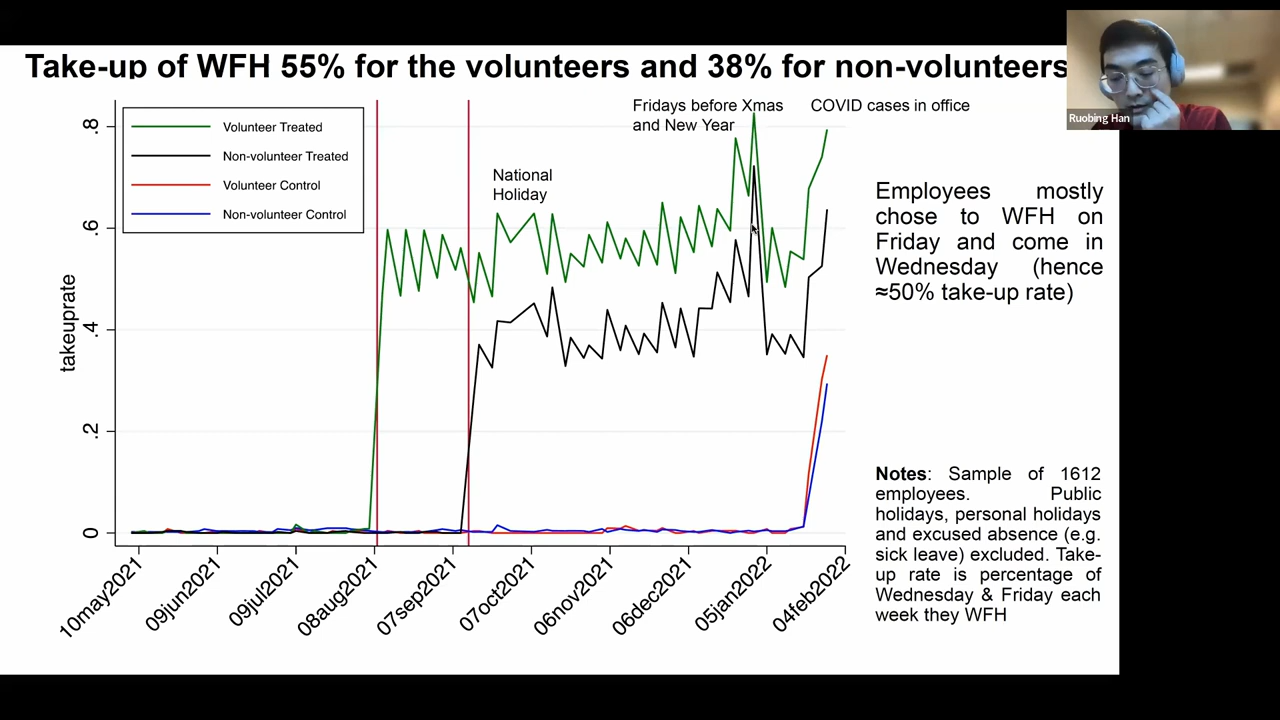 Take-up of WFH 55% for the volunteers and 38% for non-volunteers
Ruobing Han
Fridays before Xmas
and New Year
COVID cases in office
Volunteer Treated
Non-volunteer Treated
Volunteer Control
Non-volunteer Control
National
Holiday
takeuprate
.8
.6
.4
.2
0
10may2021
09jun2021
09jul2021
08aug2021
07sep2021
07oct2021
06nov2021
06dec2021
05jan2022
04feb2022
Employees mostly
chose to WFH on
Friday and come in
Wednesday (hence
≈50% take-up rate)
Notes: Sample of 1612
employees. Public
holidays, personal holidays
and excused absence (e.g.
sick leave) excluded. Take-
up rate is percentage of
Wednesday & Friday each
week they WFH